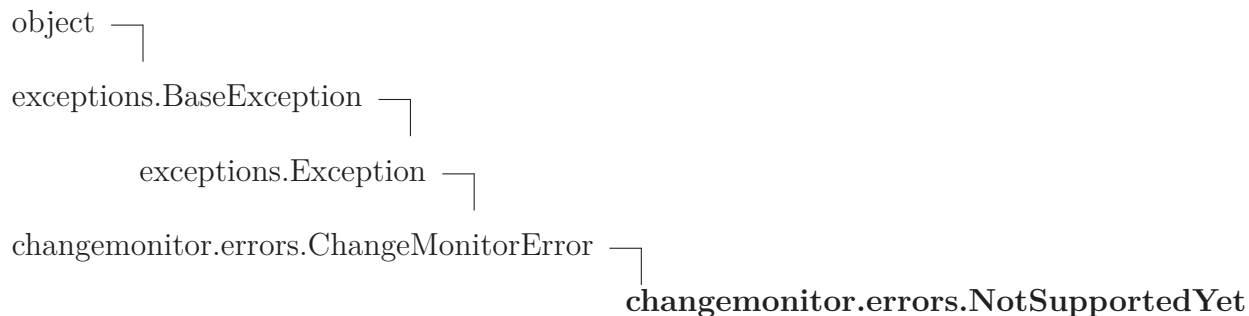 object
exceptions.BaseException
exceptions.Exception
changemonitor.errors.ChangeMonitorError
changemonitor.errors.NotSupportedYet